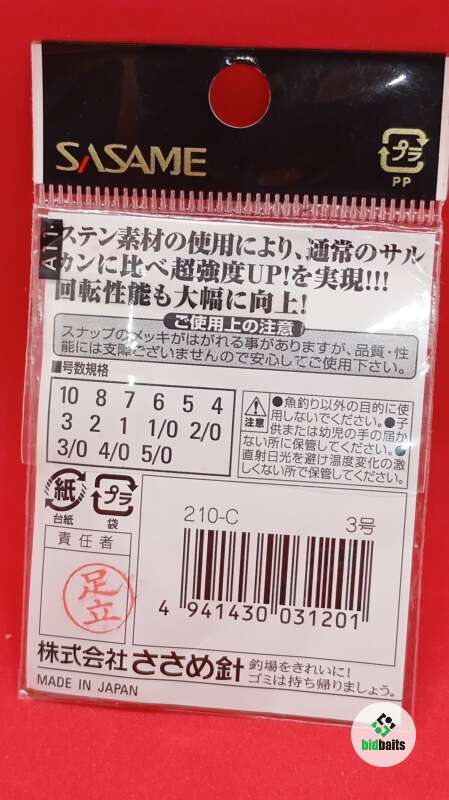 SASAME
プラ
PP
ステン素材の使用により、通常のサル
カンに比べ超強度UP!を実現!!!
回転性能も大幅に向上!
ご使用上の注意
スナップのメッキがはがれる事がありますが、品質・性
能には支障ございませんので安心してご使用下さい。
号数規格
10 8 7 6 5 4
3 2 1 1/0 2/0
3/0 4/0 5/0
注意
●魚釣り以外の目的に使
用しないでください。●子
供または幼児の手の届か
ない所に保管してください。●
直射日光を避け温度変化の激
しくない所で保管してください。
紙
台紙
プラ
袋
責任者
足立
210-C 3号
4 941430 031201
株式会社 ささめ針
釣場をきれいに!
ゴミは持ち帰りましょう。
MADE IN JAPAN
bidbaits